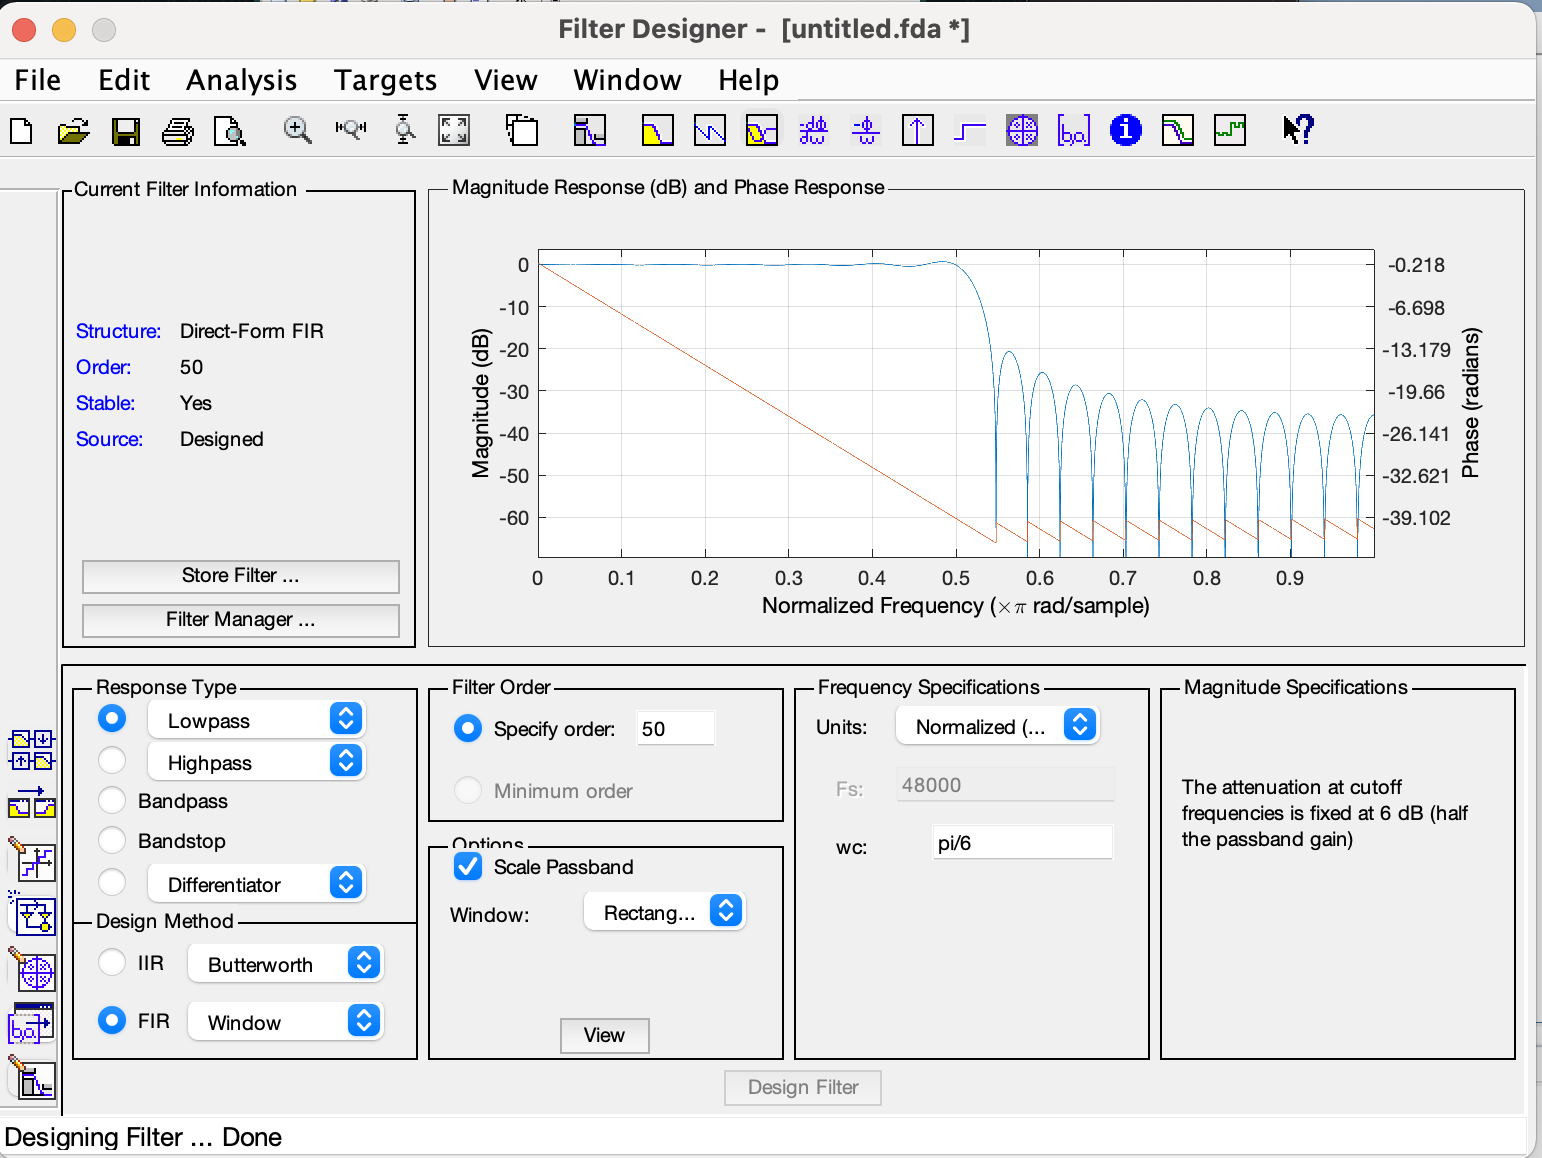 Filter Designer - [untitled.fda *]
File Edit Analysis Targets View Window Help
Current Filter Information
Structure: Direct-Form FIR
Order: 50
Stable: Yes
Source: Designed
Store Filter ...
Filter Manager ...
Magnitude Response (dB) and Phase Response
Magnitude (dB)
0
-10
-20
-30
-40
-50
-60
-0.218
-6.698
-13.179
-19.66
-26.141
-32.621
-39.102
Phase (radians)
0 0.1 0.2 0.3 0.4 0.5 0.6 0.7 0.8 0.9
Normalized Frequency (×π rad/sample)
Response Type
Lowpass
Highpass
Bandpass
Bandstop
Differentiator
Design Method
IIR Butterworth
FIR Window
Filter Order
Specify order: 50
Minimum order
Options
Scale Passband
Window: Rectang...
View
Frequency Specifications
Units: Normalized (...
Fs: 48000
wc: pi/6
Magnitude Specifications
The attenuation at cutoff
frequencies is fixed at 6 dB (half
the passband gain)
Design Filter
Designing Filter ... Done